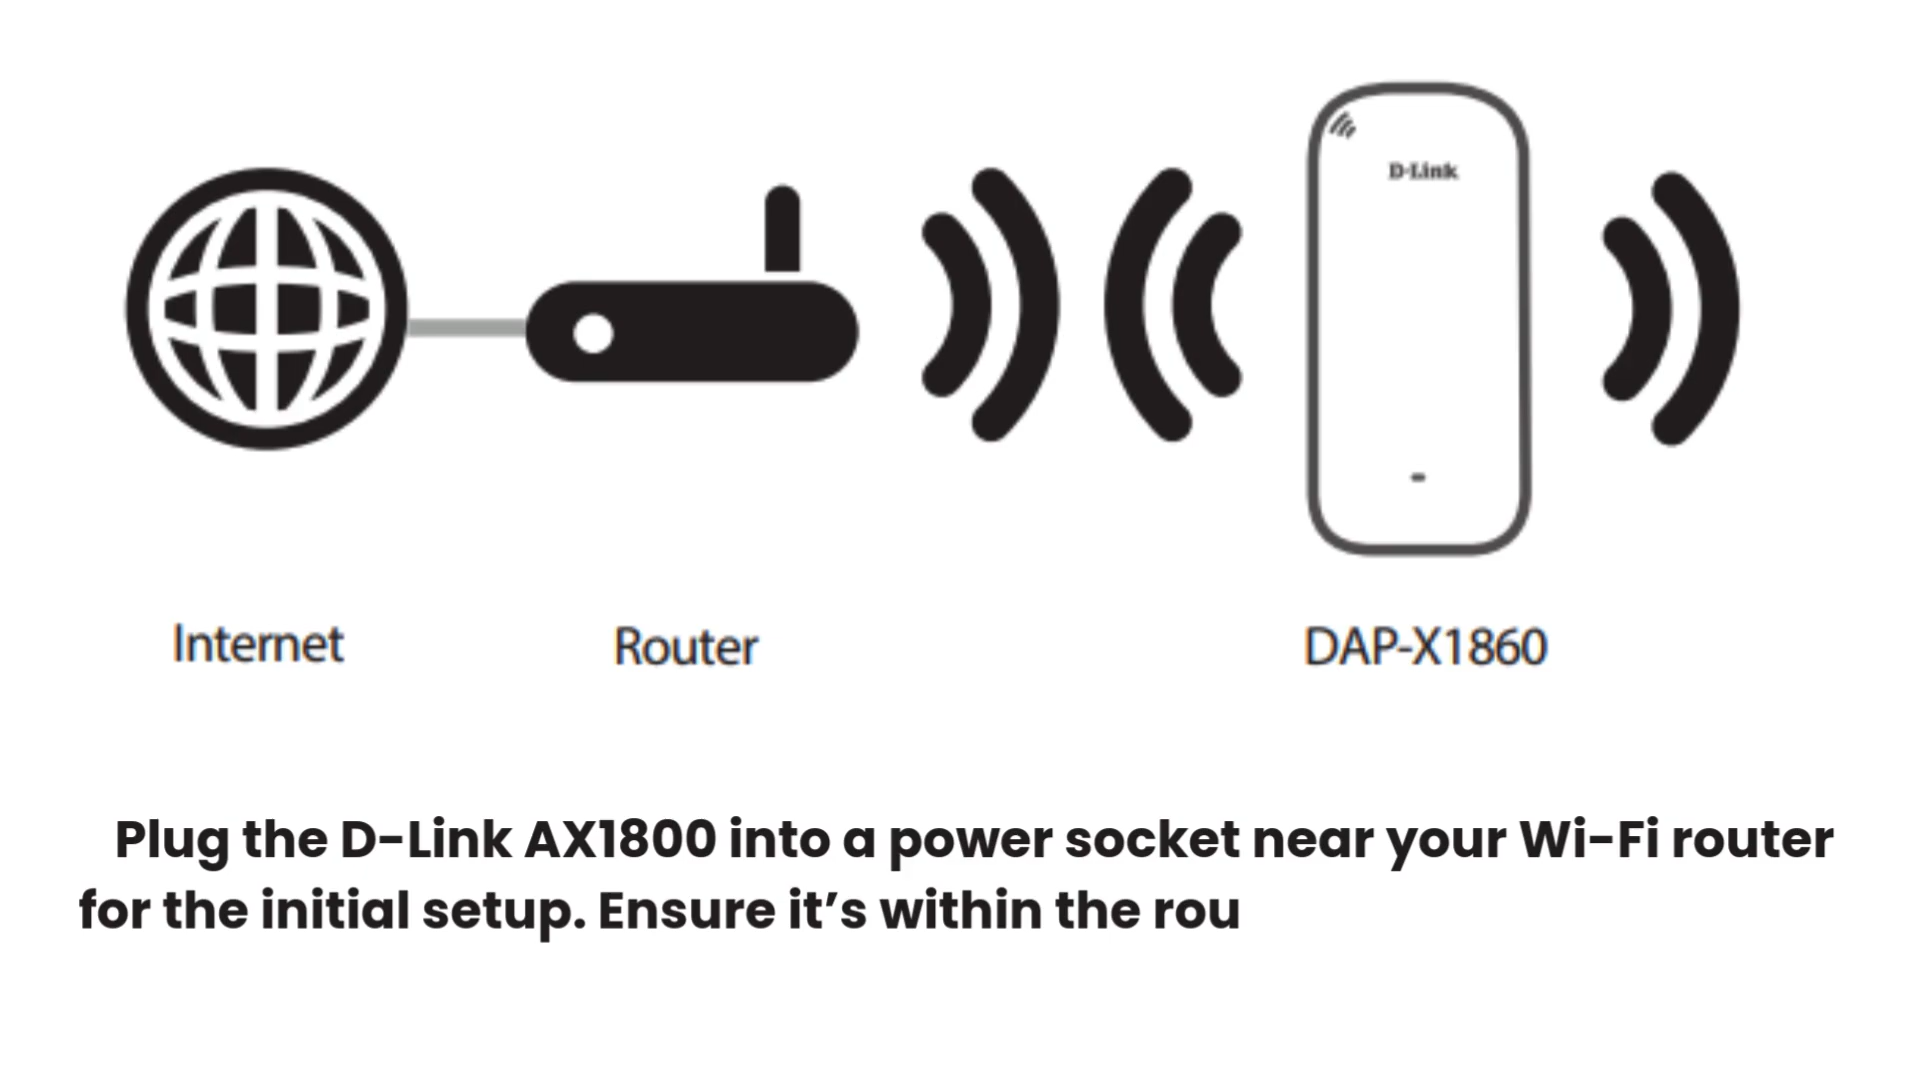 D-Link
Internet
Router
DAP-X1860
Plug the D-Link AX1800 into a power socket near your Wi-Fi router
for the initial setup. Ensure it’s within the rou